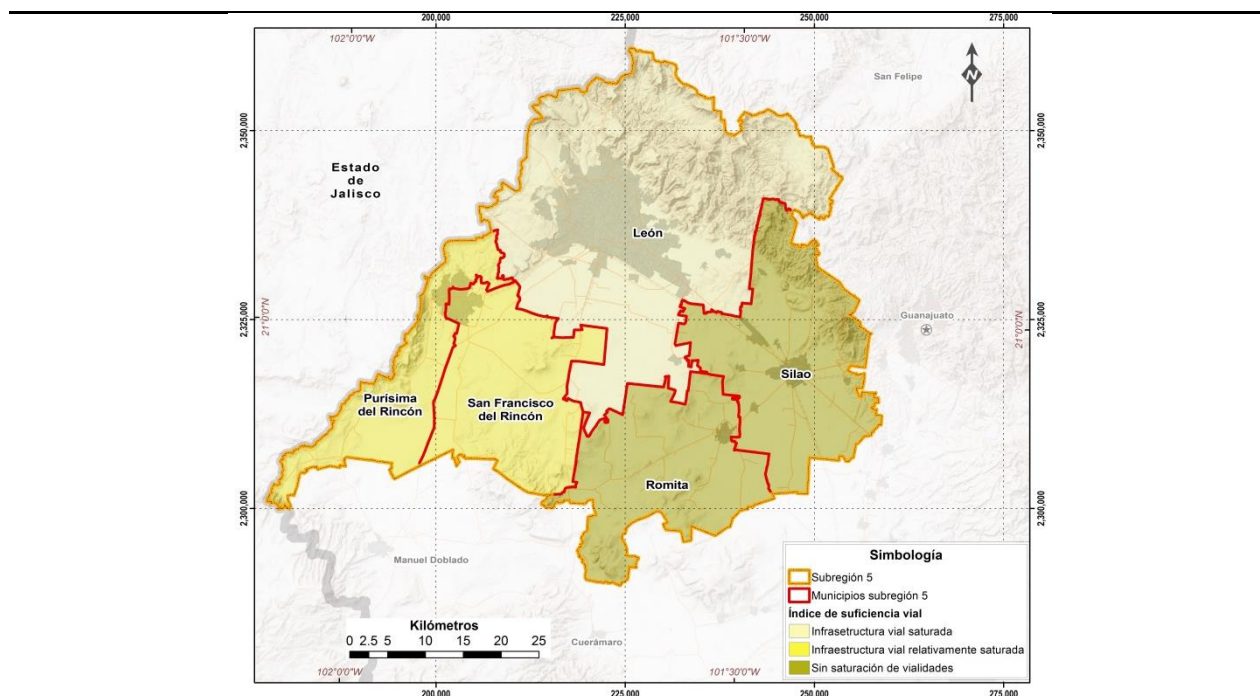 200,000 225,000 250,000 275,000
102°0'0"W 101°30'0"W
San Felipe
2,350,000 2,350,000
Estado
de
Jalisco
León
2,325,000 21°0'0"N Guanajuato 21°0'0"N 2,325,000
Silao
Purísima
del Rincón
San Francisco
del Rincón
Romita
2,300,000 2,300,000
Manuel Doblado
Cuerámaro
Kilómetros
0 2.5 5 10 15 20 25
Simbología
Subregión 5
Municipios subregión 5
Índice de suficiencia vial
Infrasetructura vial saturada
Infraestructura vial relativamente saturada
Sin saturación de vialidades
102°0'0"W 101°30'0"W
200,000 225,000 250,000 275,000